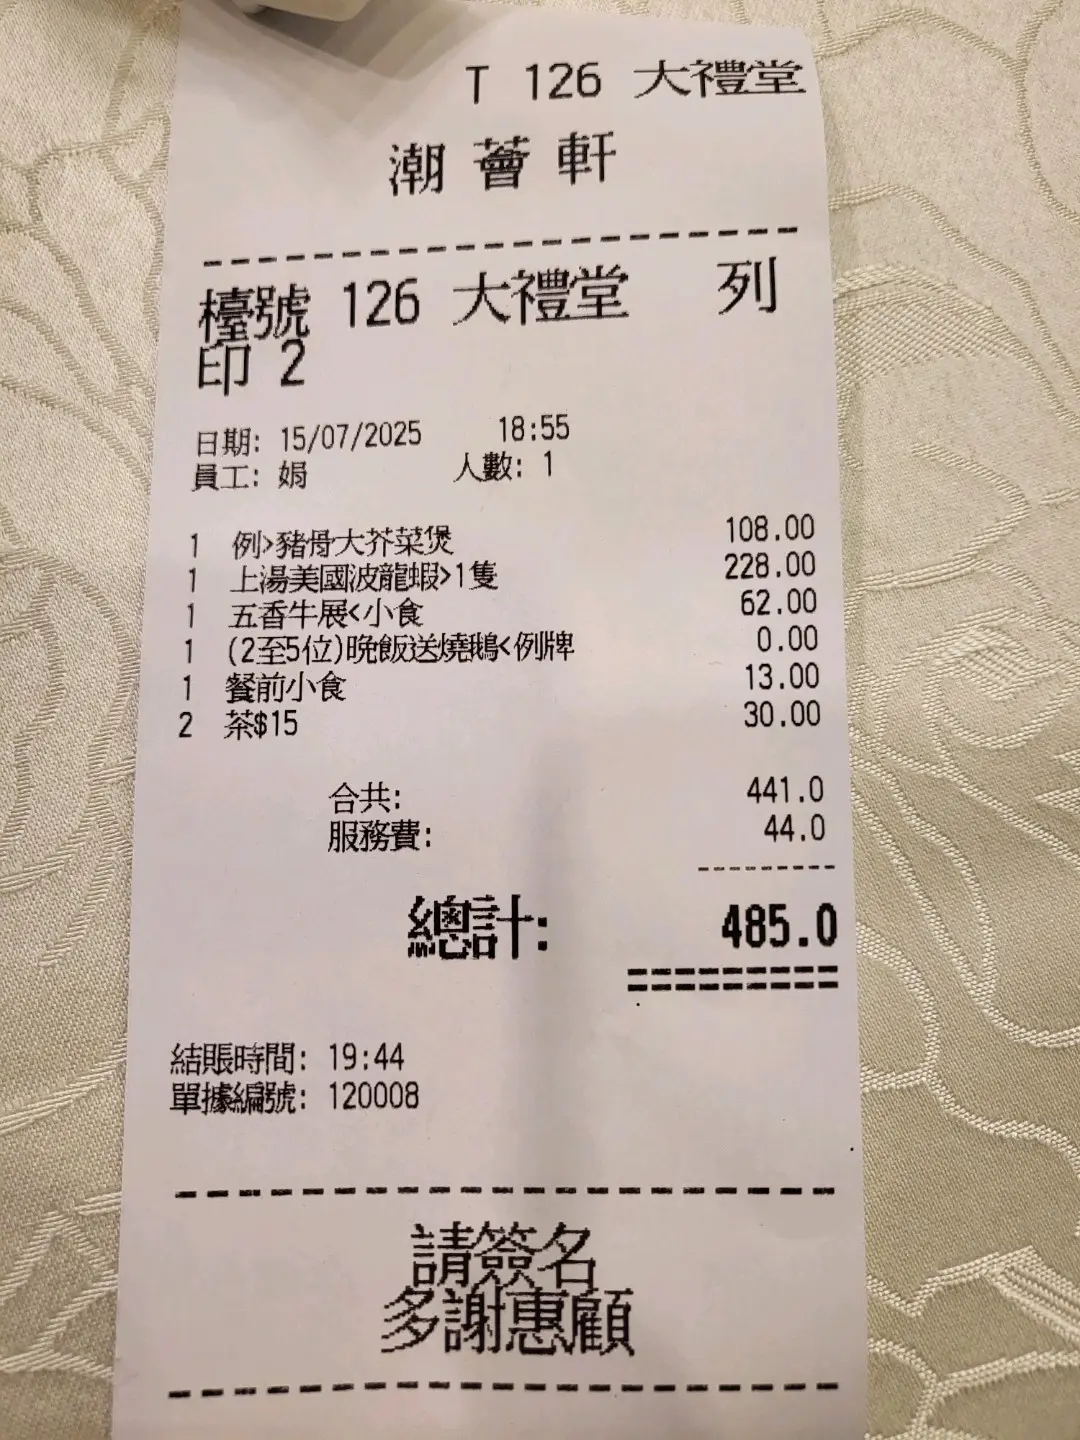 T 126 大禮堂
潮薈軒
檯號 126 大禮堂 列
印 2
日期: 15/07/2025 18:55
員工: 娟 人數: 1
1 例>豬骨大芥菜煲 108.00
1 上湯美國波龍蝦>1隻 228.00
1 五香牛展<小食 62.00
1 (2至5位)晚飯送燒鵝<例牌 0.00
1 餐前小食 13.00
2 茶$15 30.00
合共: 441.0
服務費: 44.0
總計: 485.0
結賬時間: 19:44
單據編號: 120008
請簽名
多謝惠顧